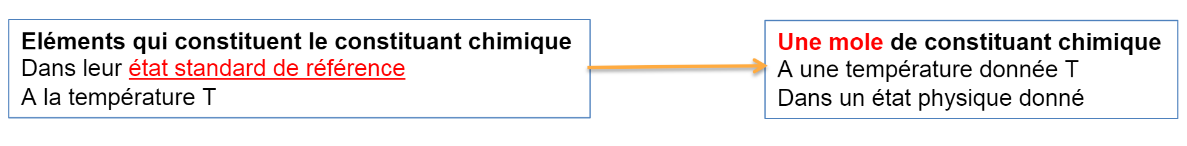 Eléments qui constituent le constituant chimique
Dans leur état standard de référence
A la température T
Une mole de constituant chimique
A une température donnée T
Dans un état physique donné